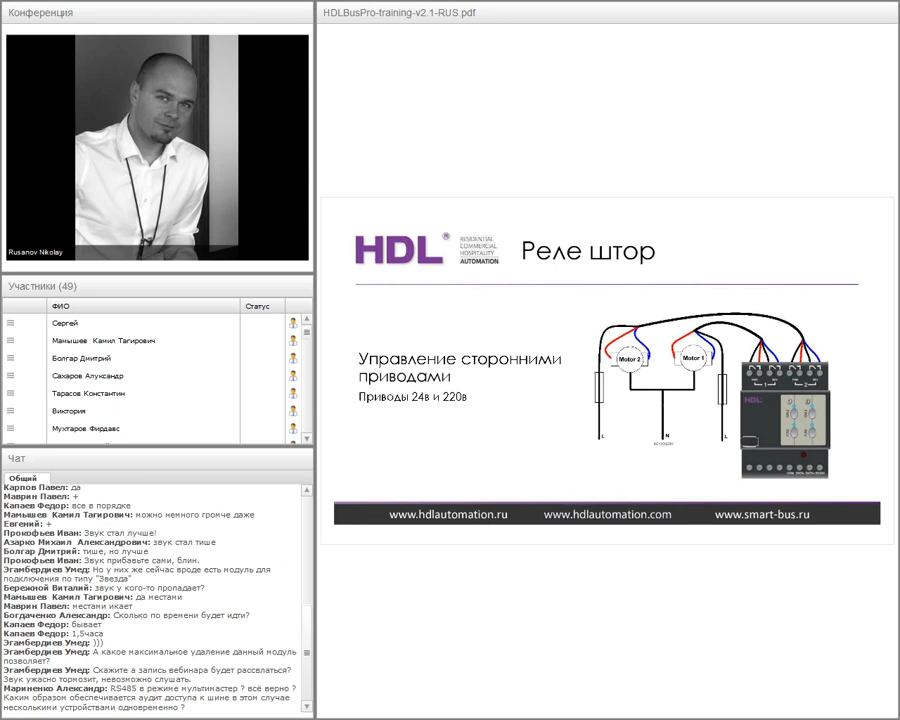 Конференция
Rusanov Nikolay
Участники (49)
ФИО
Статус
Сергей
Мамышев Камил Тагирович
Болгар Дмитрий
Сахаров Алуксандр
Тарасов Константин
Виктория
Мухтаров Фирдавс
Чат
Общий
Карпов Павел: да
Маврин Павел: +
Капаев Федор: все в порядке
Мамышев Камил Тагирович: можно немного громче даже
Евгений: +
Прокофьев Иван: Звук стал лучше!
Азарко Михаил Александрович: звук стал тише
Болгар Дмитрий: тише, но лучше
Прокофьев Иван: Звук прибавьте сами, блин.
Эгамбердиев Умед: Но у них же сейчас вроде есть модуль для
подключения по типу "Звезда"
Бережной Виталий: звук у кого-то пропадает?
Мамышев Камил Тагирович: да местами
Маврин Павел: местами икает
Богдаченко Александр: Сколько по времени будет идти?
Капаев Федор: бывает
Капаев Федор: 1,5часа
Эгамбердиев Умед: )))
Эгамбердиев Умед: А какое максимальное удаление данный модуль
позволяет?
Эгамбердиев Умед: Скажите а запись вебинара будет рассвлаться?
Звук ужасно тормозит, невозможно слушать.
Мариненко Александр: RS485 в режиме мультимастер ? всё верно ?
Каким образом обеспечивается аудит доступа к шине в этом случае
несколькими устройствами одновременно ?
HDLBusPro-training-v2.1-RUS.pdf
HDL®
RESIDENTIAL
COMMERCIAL
HOSPITALITY
AUTOMATION
Реле штор
Управление сторонними
приводами
Приводы 24в и 220в
Motor 2
Motor 1
L
N
L
1
2
HDL
www.hdlautomation.ru
www.hdlautomation.com
www.smart-bus.ru